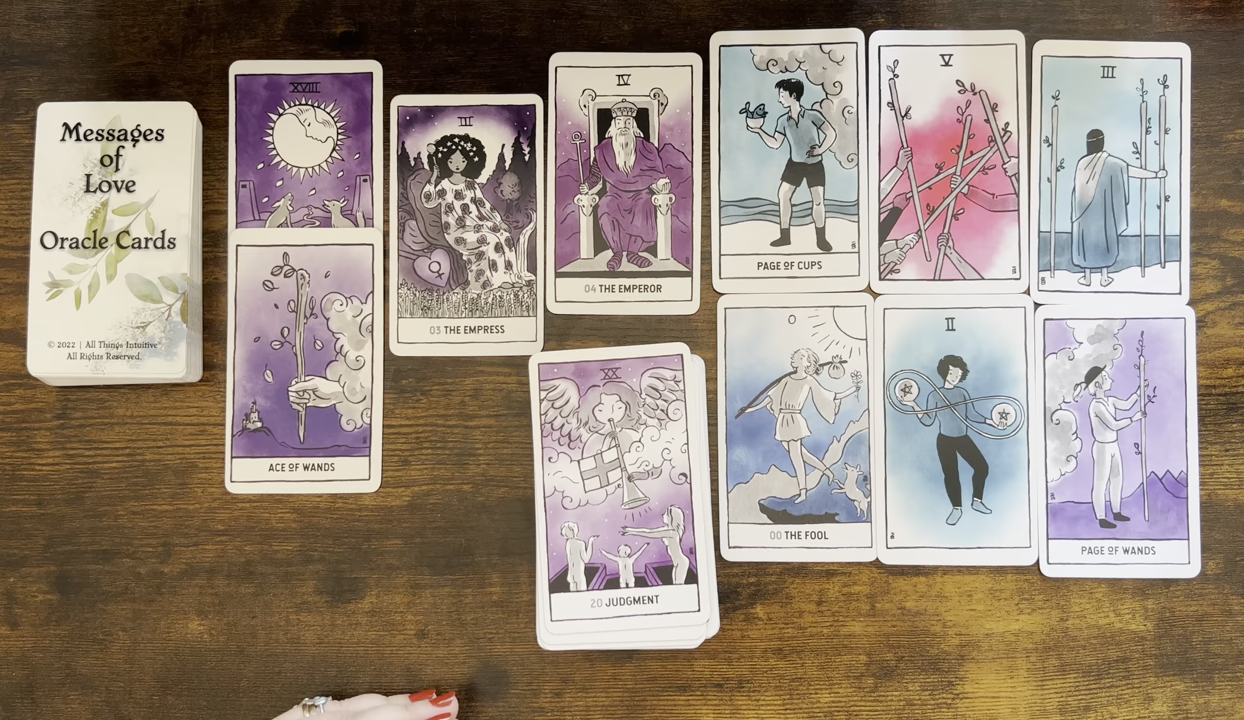 Messages
of
Love
Oracle Cards
© 2022 | All Things Intuitive
All Rights Reserved.
XVIII
ACE OF WANDS
III
03 THE EMPRESS
IV
04 THE EMPEROR
PAGE OF CUPS
V
III
XX
20 JUDGMENT
O
00 THE FOOL
II
PAGE OF WANDS